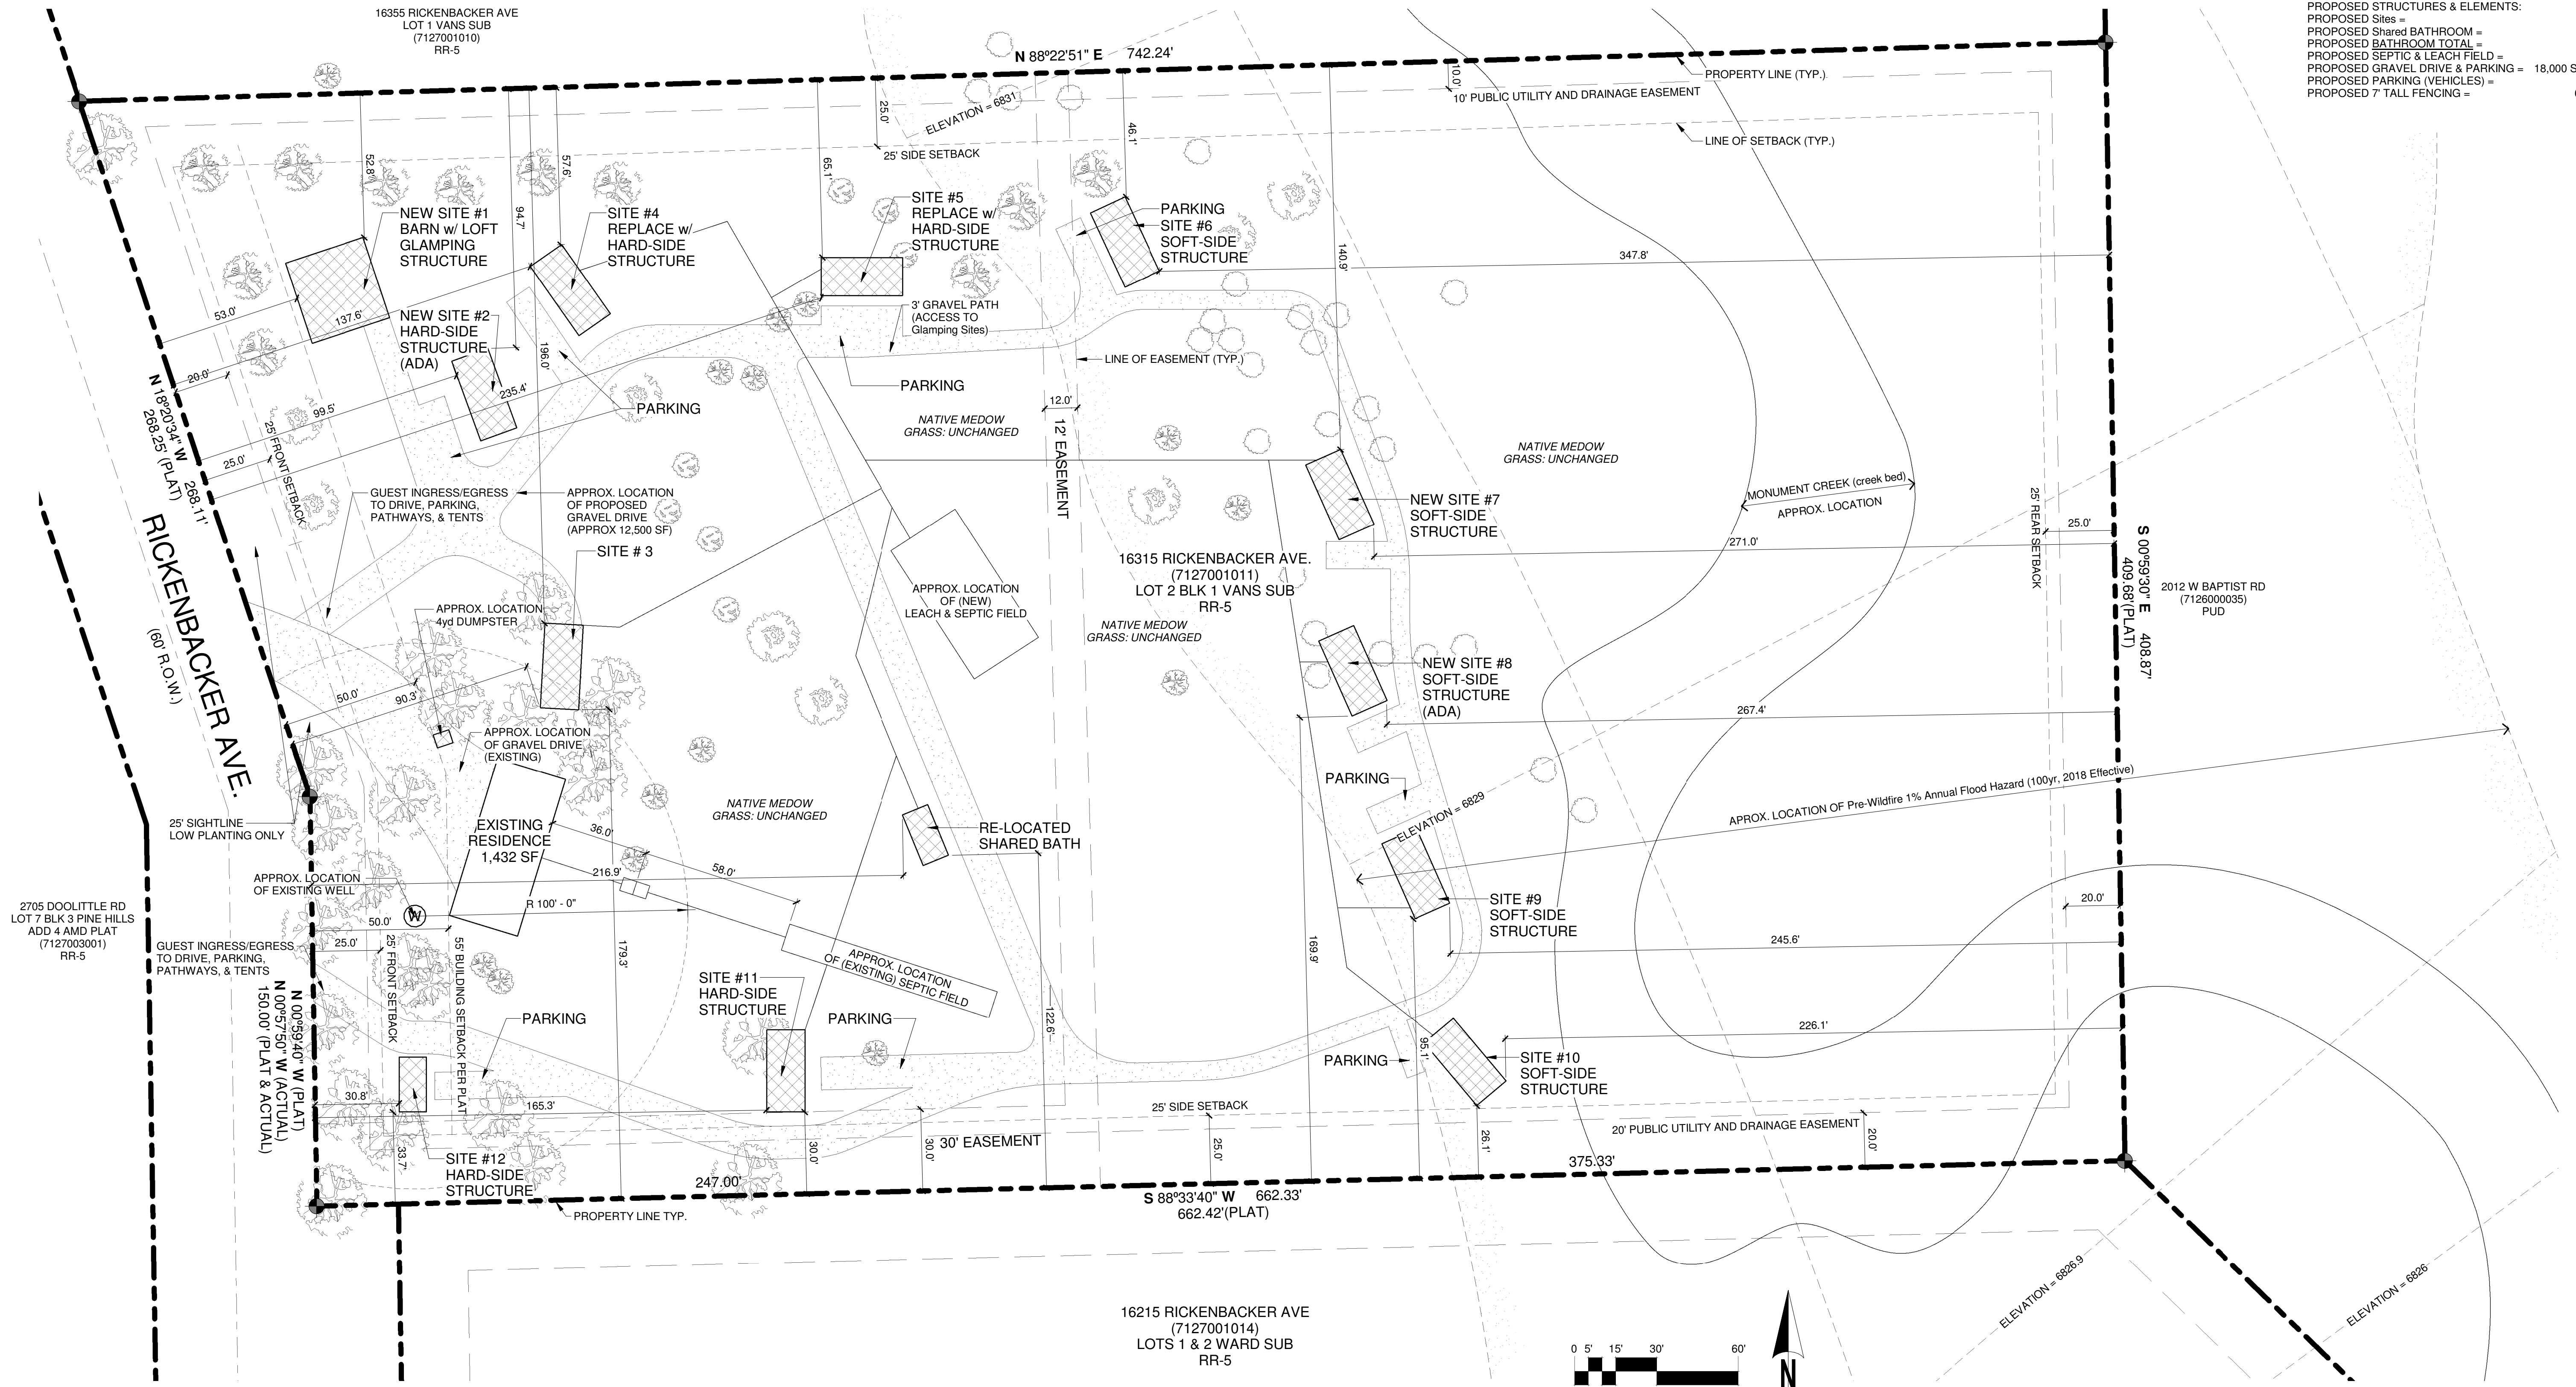 16355 RICKENBACKER AVE
LOT 1 VANS SUB
(7127001010)
RR-5
N 88º22'51" E 742.24'
PROPOSED STRUCTURES & ELEMENTS:
PROPOSED Sites =
PROPOSED Shared BATHROOM =
PROPOSED BATHROOM TOTAL =
PROPOSED SEPTIC & LEACH FIELD =
PROPOSED GRAVEL DRIVE & PARKING = 18,000 S
PROPOSED PARKING (VEHICLES) =
PROPOSED 7' TALL FENCING =
PROPERTY LINE (TYP.)
10.0'
10' PUBLIC UTILITY AND DRAINAGE EASEMENT
LINE OF SETBACK (TYP.)
25.0'
ELEVATION = 6831
25' SIDE SETBACK
46.1'
52.8'
57.6'
65.1'
94.7'
140.9'
NEW SITE #1
BARN w/ LOFT
GLAMPING
STRUCTURE
SITE #4
REPLACE w/
HARD-SIDE
STRUCTURE
SITE #5
REPLACE w/
HARD-SIDE
STRUCTURE
PARKING
SITE #6
SOFT-SIDE
STRUCTURE
347.8'
53.0'
137.6'
NEW SITE #2
HARD-SIDE
STRUCTURE
(ADA)
3' GRAVEL PATH
(ACCESS TO
Glamping Sites)
196.0'
LINE OF EASEMENT (TYP.)
20.0'
235.4'
99.5'
PARKING
PARKING
12.0'
12' EASEMENT
NATIVE MEDOW
GRASS: UNCHANGED
NATIVE MEDOW
GRASS: UNCHANGED
N 18º20'34" W 268.11'
268.25' (PLAT)
25.0'
25' FRONT SETBACK
GUEST INGRESS/EGRESS
TO DRIVE, PARKING,
PATHWAYS, & TENTS
APPROX. LOCATION
OF PROPOSED
GRAVEL DRIVE
(APPROX 12,500 SF)
SITE # 3
NEW SITE #7
SOFT-SIDE
STRUCTURE
MONUMENT CREEK (creek bed)
APPROX. LOCATION
25' REAR SETBACK
25.0'
271.0'
S 00º59'30" E 408.87'
409.68'(PLAT)
2012 W BAPTIST RD
(7126000035)
PUD
RICKENBACKER AVE.
(60' R.O.W.)
16315 RICKENBACKER AVE.
(7127001011)
LOT 2 BLK 1 VANS SUB
RR-5
APPROX. LOCATION
OF (NEW)
LEACH & SEPTIC FIELD
NATIVE MEDOW
GRASS: UNCHANGED
APPROX. LOCATION
4yd DUMPSTER
50.0'
90.3'
NEW SITE #8
SOFT-SIDE
STRUCTURE
(ADA)
267.4'
APPROX. LOCATION
OF GRAVEL DRIVE
(EXISTING)
PARKING
APROX. LOCATION OF Pre-Wildfire 1% Annual Flood Hazard (100yr, 2018 Effective)
ELEVATION = 6829
NATIVE MEDOW
GRASS: UNCHANGED
25' SIGHTLINE
LOW PLANTING ONLY
EXISTING
RESIDENCE
1,432 SF
36.0'
RE-LOCATED
SHARED BATH
58.0'
216.9'
APPROX. LOCATION
OF EXISTING WELL
W
R 100' - 0"
2705 DOOLITTLE RD
LOT 7 BLK 3 PINE HILLS
ADD 4 AMD PLAT
(7127003001)
RR-5
50.0'
25.0'
GUEST INGRESS/EGRESS
TO DRIVE, PARKING,
PATHWAYS, & TENTS
25' FRONT SETBACK
55' BUILDING SETBACK PER PLAT
179.3'
SITE #9
SOFT-SIDE
STRUCTURE
20.0'
245.6'
169.9'
APPROX. LOCATION
OF (EXISTING) SEPTIC FIELD
SITE #11
HARD-SIDE
STRUCTURE
N 00º59'40" W (PLAT)
N 00º57'50" W (ACTUAL)
150.00' (PLAT & ACTUAL)
PARKING
PARKING
122.6'
PARKING
95.1'
226.1'
SITE #10
SOFT-SIDE
STRUCTURE
30.8'
165.3'
25' SIDE SETBACK
20' PUBLIC UTILITY AND DRAINAGE EASEMENT
20.0'
33.7'
SITE #12
HARD-SIDE
STRUCTURE
30.0'
30.0'
30' EASEMENT
25.0'
26.1'
247.00'
375.33'
S 88º33'40" W 662.33'
662.42'(PLAT)
PROPERTY LINE TYP.
16215 RICKENBACKER AVE
(7127001014)
LOTS 1 & 2 WARD SUB
RR-5
ELEVATION = 6826.9
ELEVATION = 6826
0 5' 15' 30' 60'
N